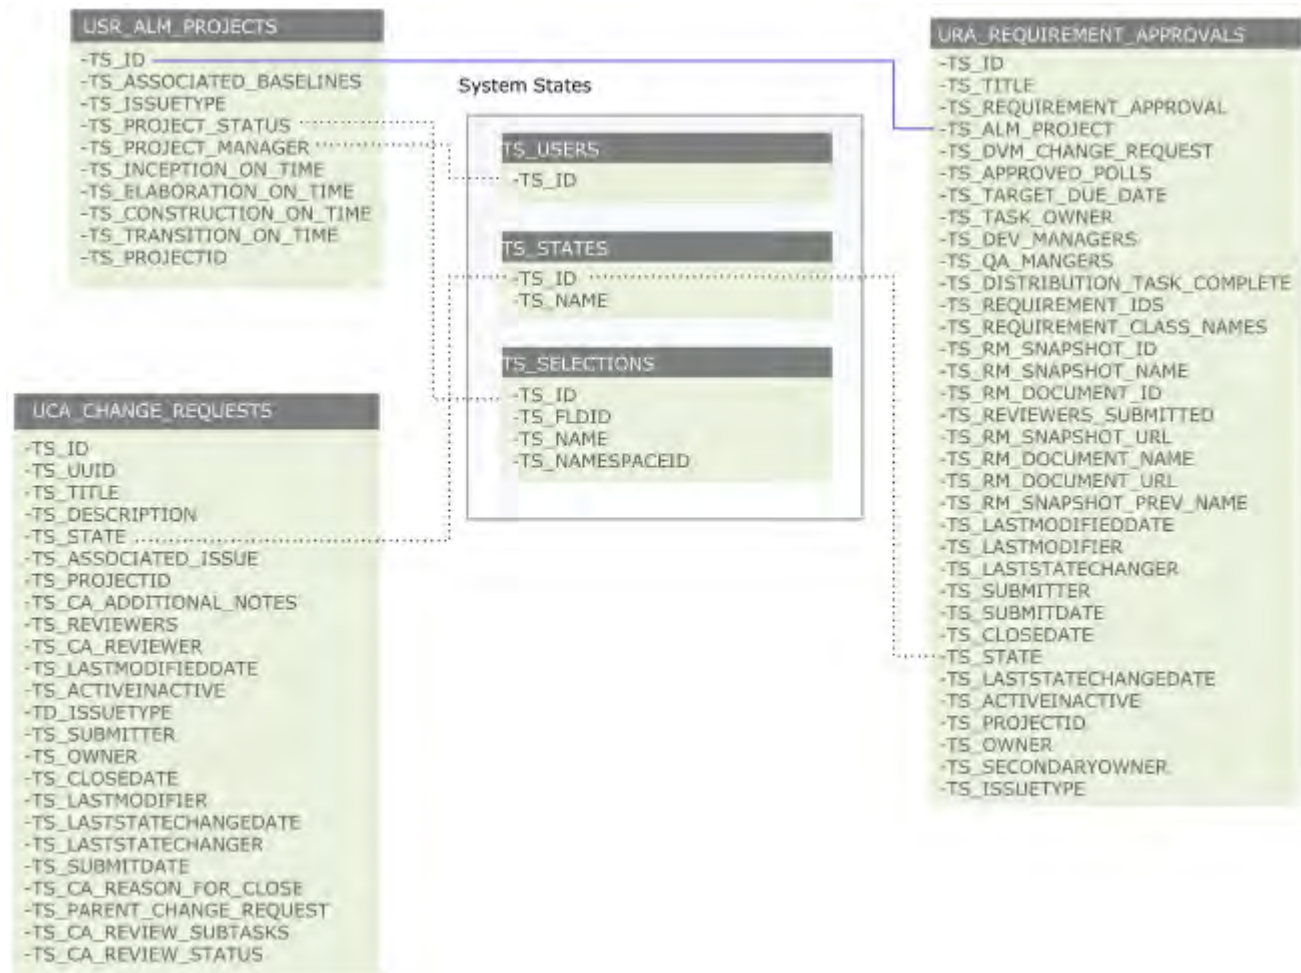 USR_ALM_PROJECTS
-TS_ID
-TS_ASSOCIATED_BASELINES
-TS_ISSUETYPE
-TS_PROJECT_STATUS
-TS_PROJECT_MANAGER
-TS_INCEPTION_ON_TIME
-TS_ELABORATION_ON_TIME
-TS_CONSTRUCTION_ON_TIME
-TS_TRANSITION_ON_TIME
-TS_PROJECTID
UCA_CHANGE_REQUESTS
-TS_ID
-TS_UUID
-TS_TITLE
-TS_DESCRIPTION
-TS_STATE
-TS_ASSOCIATED_ISSUE
-TS_PROJECTID
-TS_CA_ADDITIONAL_NOTES
-TS_REVIEWERS
-TS_CA_REVIEWER
-TS_LASTMODIFIEDDATE
-TS_ACTIVEINACTIVE
-TD_ISSUETYPE
-TS_SUBMITTER
-TS_OWNER
-TS_CLOSEDATE
-TS_LASTMODIFIER
-TS_LASTSTATECHANGEDATE
-TS_LASTSTATECHANGER
-TS_SUBMITDATE
-TS_CA_REASON_FOR_CLOSE
-TS_PARENT_CHANGE_REQUEST
-TS_CA_REVIEW_SUBTASKS
-TS_CA_REVIEW_STATUS
System States
TS_USERS
-TS_ID
TS_STATES
-TS_ID
-TS_NAME
TS_SELECTIONS
-TS_ID
-TS_FLDID
-TS_NAME
-TS_NAMESPACEID
URA_REQUIREMENT_APPROVALS
-TS_ID
-TS_TITLE
-TS_REQUIREMENT_APPROVAL
-TS_ALM_PROJECT
-TS_DVM_CHANGE_REQUEST
-TS_APPROVED_POLLS
-TS_TARGET_DUE_DATE
-TS_TASK_OWNER
-TS_DEV_MANAGERS
-TS_QA_MANGERS
-TS_DISTRIBUTION_TASK_COMPLETE
-TS_REQUIREMENT_IDS
-TS_REQUIREMENT_CLASS_NAMES
-TS_RM_SNAPSHOT_ID
-TS_RM_SNAPSHOT_NAME
-TS_RM_DOCUMENT_ID
-TS_REVIEWERS_SUBMITTED
-TS_RM_SNAPSHOT_URL
-TS_RM_DOCUMENT_NAME
-TS_RM_DOCUMENT_URL
-TS_RM_SNAPSHOT_PREV_NAME
-TS_LASTMODIFIEDDATE
-TS_LASTMODIFIER
-TS_LASTSTATECHANGER
-TS_SUBMITTER
-TS_SUBMITDATE
-TS_CLOSEDATE
-TS_STATE
-TS_LASTSTATECHANGEDATE
-TS_ACTIVEINACTIVE
-TS_PROJECTID
-TS_OWNER
-TS_SECONDARYOWNER
-TS_ISSUETYPE